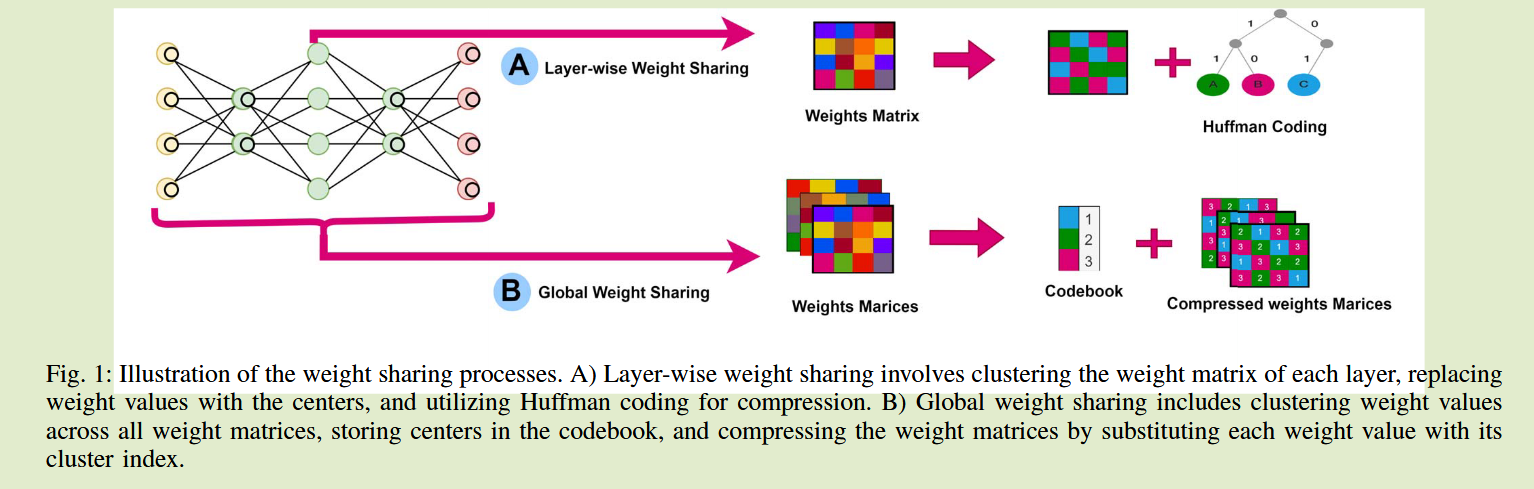 A
Layer-wise Weight Sharing
Weights Matrix
1
0
1
0
1
A
B
C
Huffman Coding
B
Global Weight Sharing
Weights Marices
1
2
3
Codebook
3 2 1 3
1 2 1 3
3 2 1 3 2
3 1 3 2 1 3
2 3 1 3 2 2
3 2 3 1
Compressed weights Marices
Fig. 1: Illustration of the weight sharing processes. A) Layer-wise weight sharing involves clustering the weight matrix of each layer, replacing
weight values with the centers, and utilizing Huffman coding for compression. B) Global weight sharing includes clustering weight values
across all weight matrices, storing centers in the codebook, and compressing the weight matrices by substituting each weight value with its
cluster index.